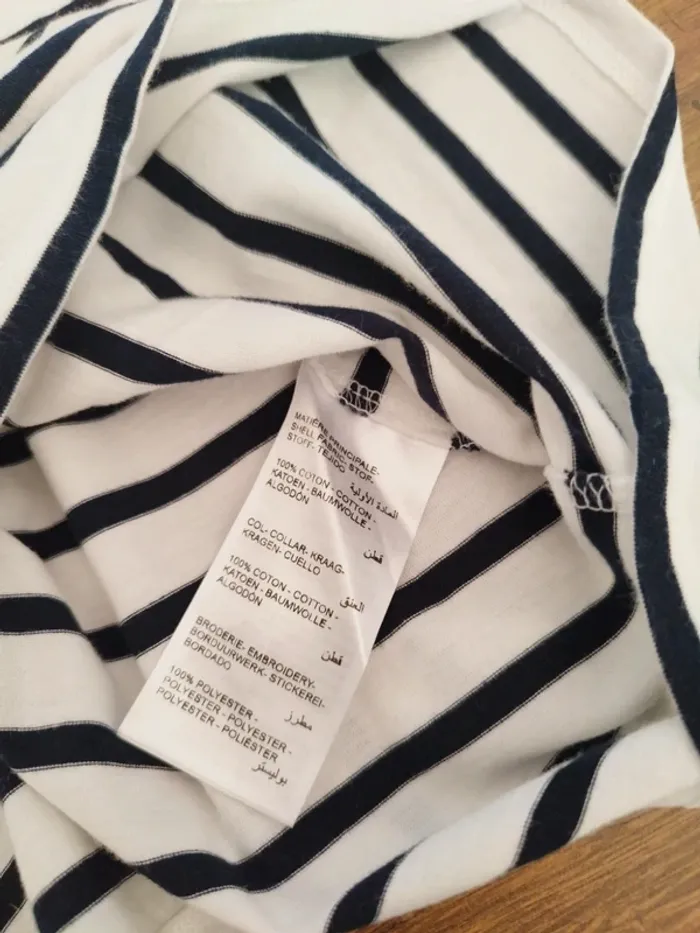 MATIÈRE PRINCIPALE-
SHELL FABRIC- STOF-
STOFF- TEJIDO
المادة الأولية
100% COTON - COTTON -
KATOEN - BAUMWOLLE -
ALGODÓN
قطن
COL- COLLAR- KRAAG-
KRAGEN- CUELLO
العنق
100% COTON - COTTON -
KATOEN - BAUMWOLLE -
ALGODÓN
قطن
BRODERIE- EMBROIDERY-
BORDUURWERK- STICKEREI-
BORDADO
مطرز
100% POLYESTER -
POLYESTER - POLYESTER -
POLYESTER - POLIÉSTER
بوليستر